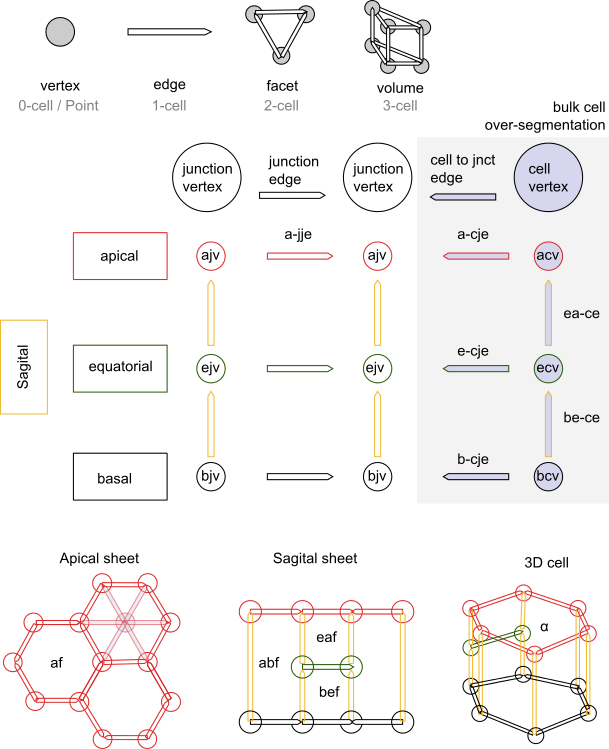 vertex
edge
facet
volume
0-cell / Point
1-cell
2-cell
3-cell
bulk cell
over-segmentation
junction
vertex
junction
edge
junction
vertex
cell to jnct
edge
cell
vertex
apical
ajv
a-jje
ajv
a-cje
acv
ea-ce
Sagital
equatorial
ejv
ejv
e-cje
ecv
be-ce
basal
bjv
bjv
b-cje
bcv
Apical sheet
Sagital sheet
3D cell
af
abf
eaf
bef
α